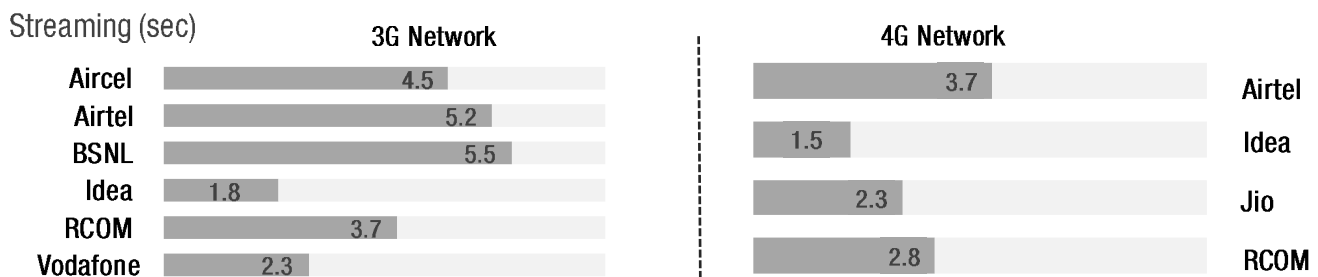 Streaming (sec)
3G Network
Aircel 4.5
Airtel 5.2
BSNL 5.5
Idea 1.8
RCOM 3.7
Vodafone 2.3
4G Network
3.7 Airtel
1.5 Idea
2.3 Jio
2.8 RCOM